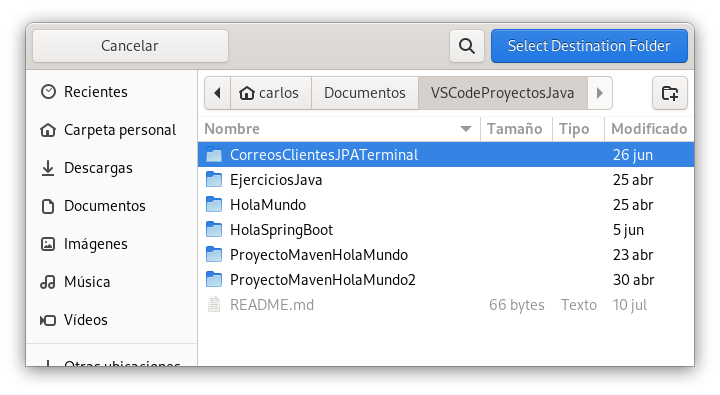 Cancelar Select Destination Folder
Recientes
Carpeta personal
Descargas
Documentos
Imágenes
Música
Vídeos
Otras ubicaciones
carlos Documentos VSCodeProyectosJava
Nombre Tamaño Tipo Modificado
CorreosClientesJPATerminal 26 jun
EjerciciosJava 25 abr
HolaMundo 25 abr
HolaSpringBoot 5 jun
ProyectoMavenHolaMundo 23 abr
ProyectoMavenHolaMundo2 30 abr
README.md 66 bytes Texto 10 jul